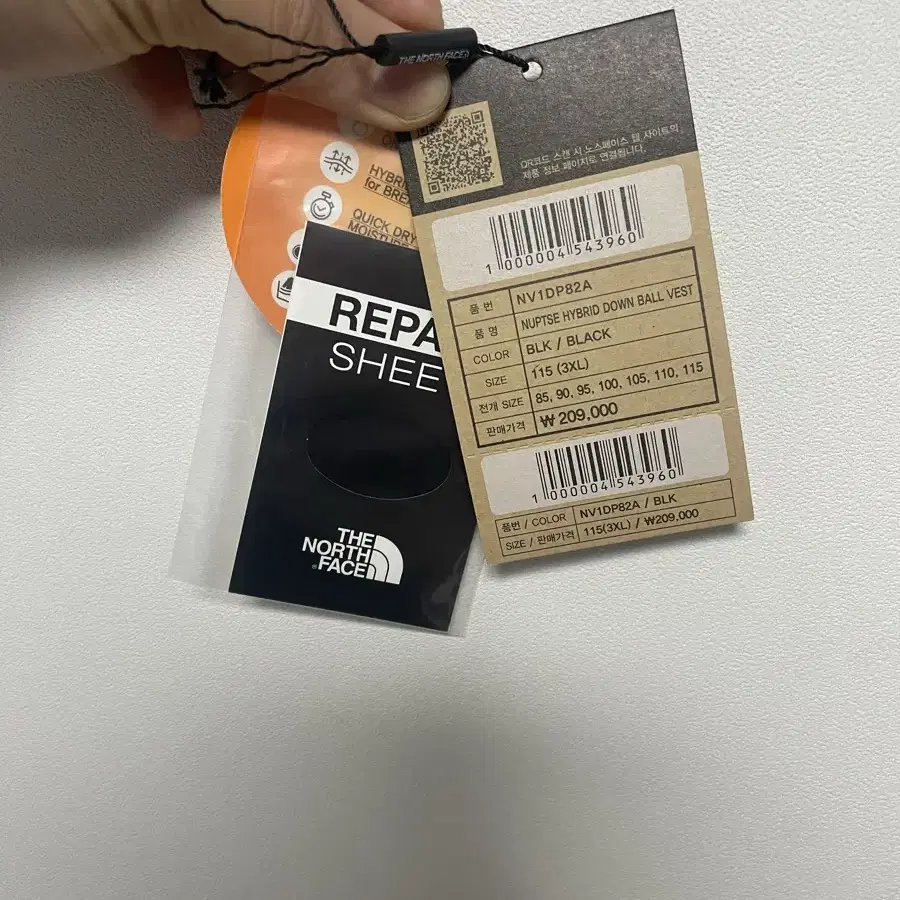 THE NORTH FACE
HYBRID
for BRE
QUICK DRY
MOISTURE
REPA
SHEE
THE
NORTH
FACE
QR코드 스캔 시 노스페이스 웹 사이트의
제품 정보 페이지로 연결됩니다.
1 000004 543960
품 번 NV1DP82A
품 명 NUPTSE HYBRID DOWN BALL VEST
COLOR BLK / BLACK
SIZE 115 (3XL)
전개 SIZE 85, 90, 95, 100, 105, 110, 115
판매가격 ₩ 209,000
1 000004 543960
품번 / COLOR NV1DP82A / BLK
SIZE / 판매가격 115(3XL) / ₩209,000